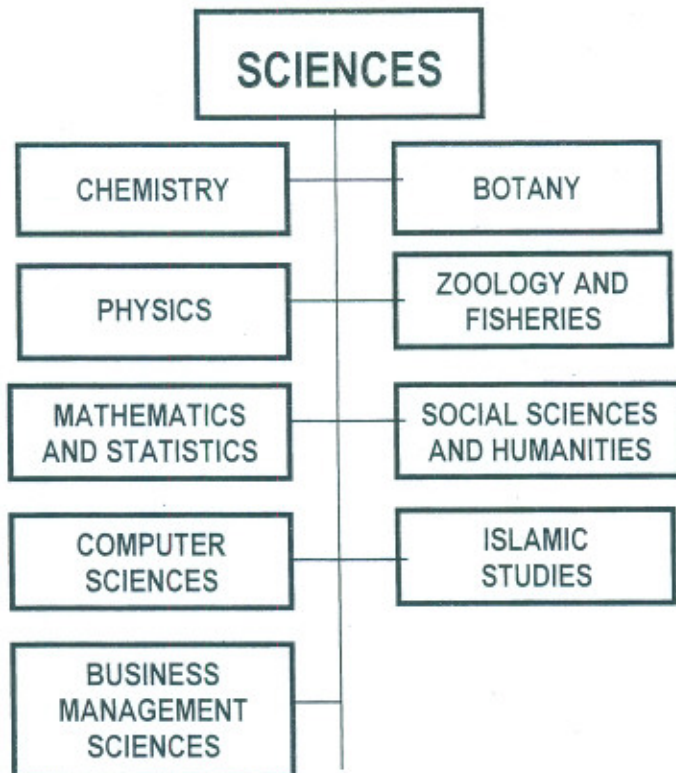 SCIENCES
CHEMISTRY
BOTANY
PHYSICS
ZOOLOGY AND
FISHERIES
MATHEMATICS
AND STATISTICS
SOCIAL SCIENCES
AND HUMANITIES
COMPUTER
SCIENCES
ISLAMIC
STUDIES
BUSINESS
MANAGEMENT
SCIENCES